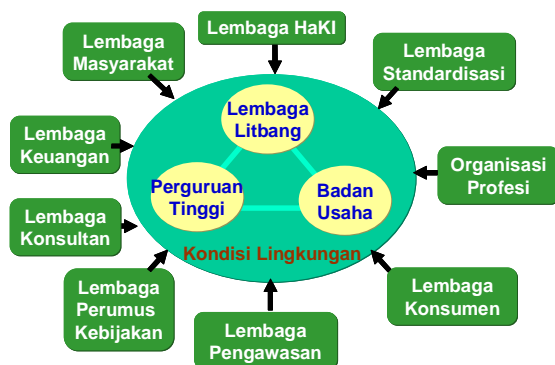 Lembaga HaKI
Lembaga
Masyarakat
Lembaga
Standardisasi
Lembaga
Litbang
Lembaga
Keuangan
Organisasi
Profesi
Perguruan
Tinggi
Badan
Usaha
Lembaga
Konsultan
Kondisi Lingkungan
Lembaga
Perumus
Kebijakan
Lembaga
Konsumen
Lembaga
Pengawasan